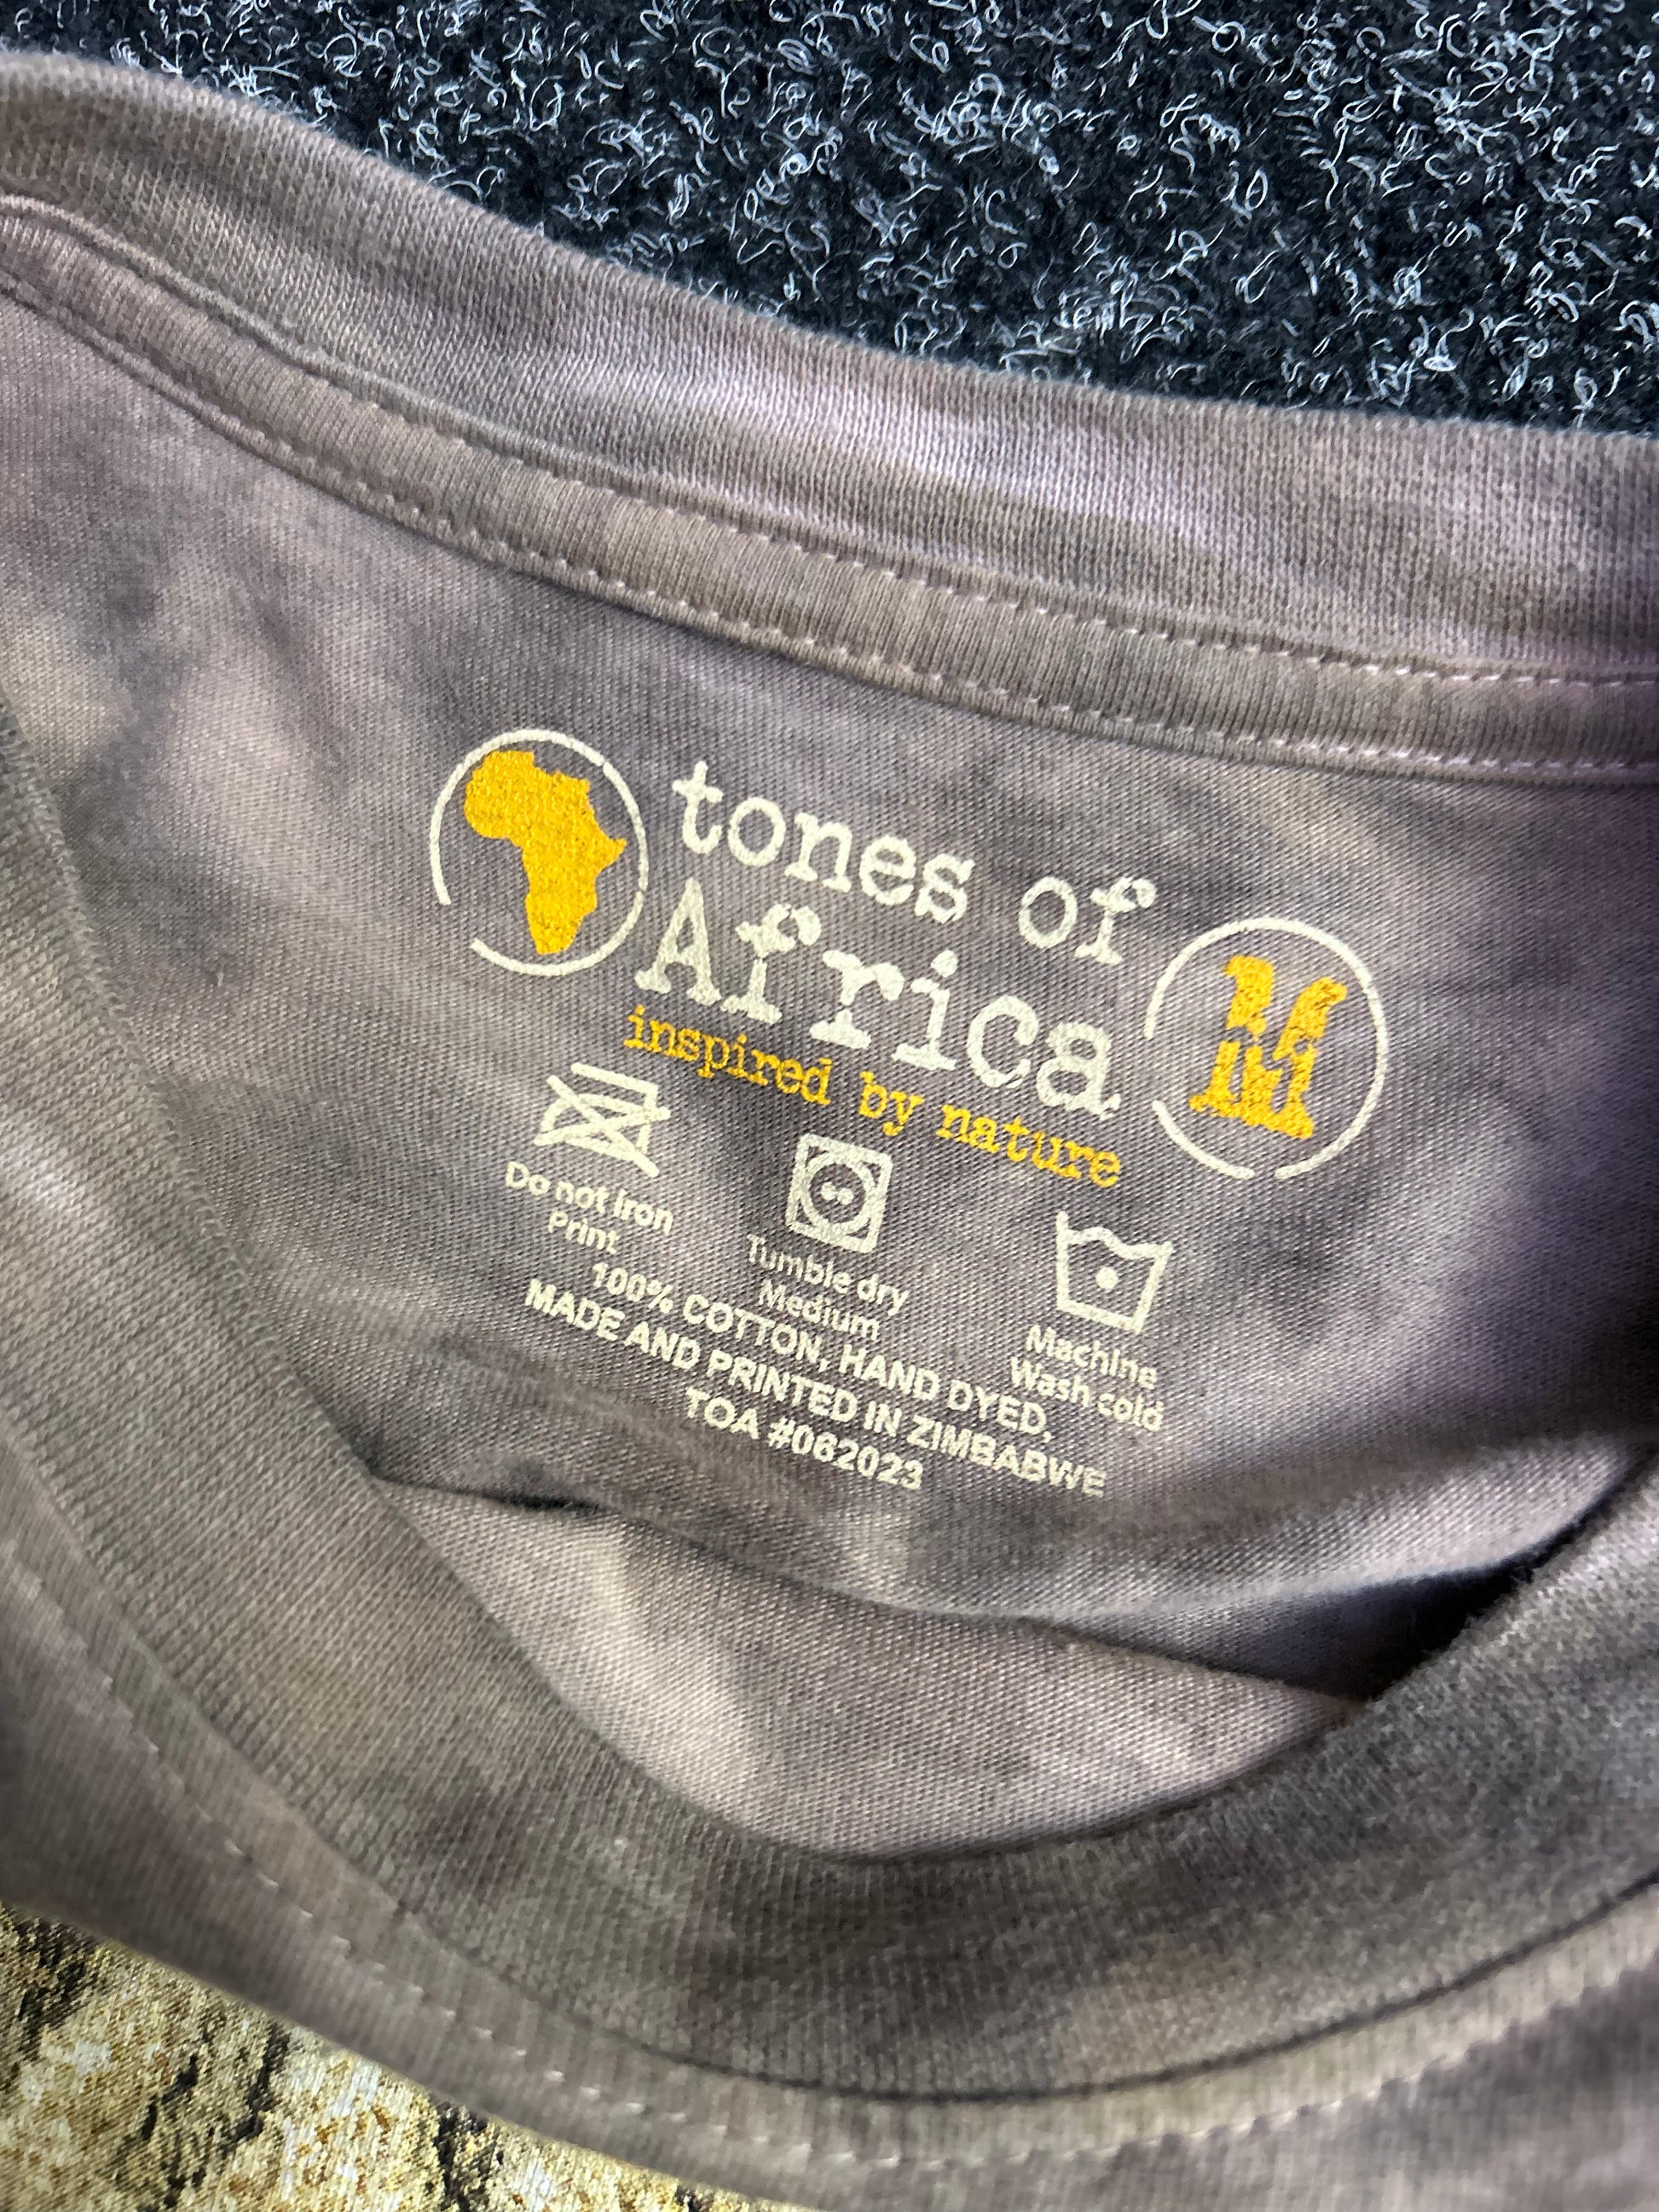 tones of
Africa
M
inspired by nature
Do not iron
Print
Tumble dry
Medium
Machine
Wash cold
100% COTTON, HAND DYED,
MADE AND PRINTED IN ZIMBABWE
TOA #062023